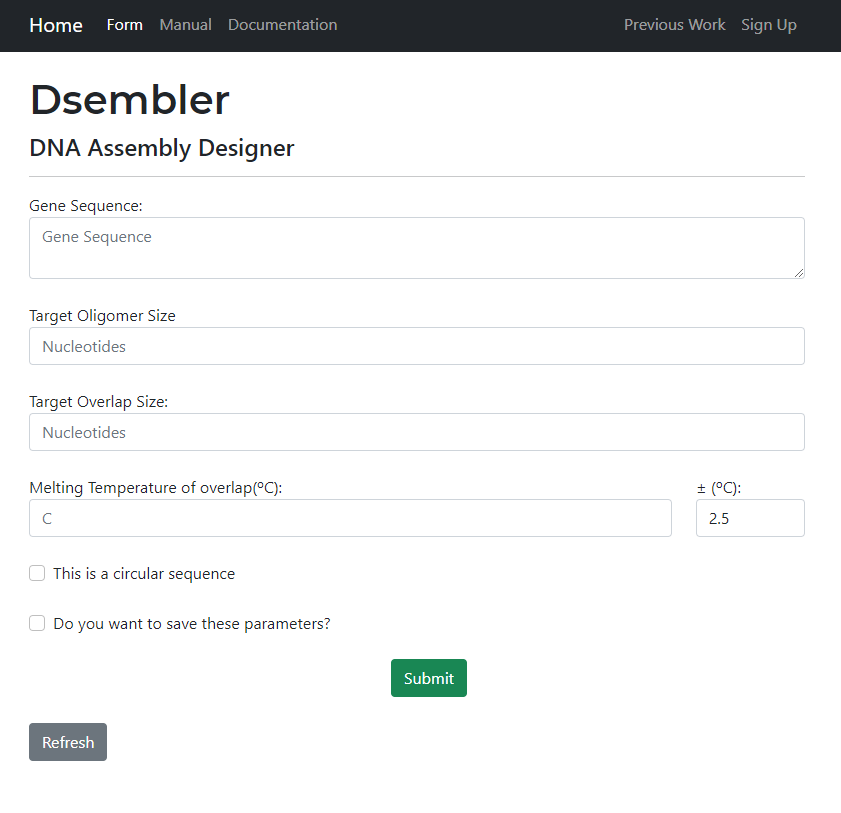 Home Form Manual Documentation Previous Work Sign Up
Dsembler
DNA Assembly Designer
Gene Sequence:
Gene Sequence
Target Oligomer Size
Nucleotides
Target Overlap Size:
Nucleotides
Melting Temperature of overlap(ºC): ± (ºC):
C 2.5
This is a circular sequence
Do you want to save these parameters?
Submit
Refresh